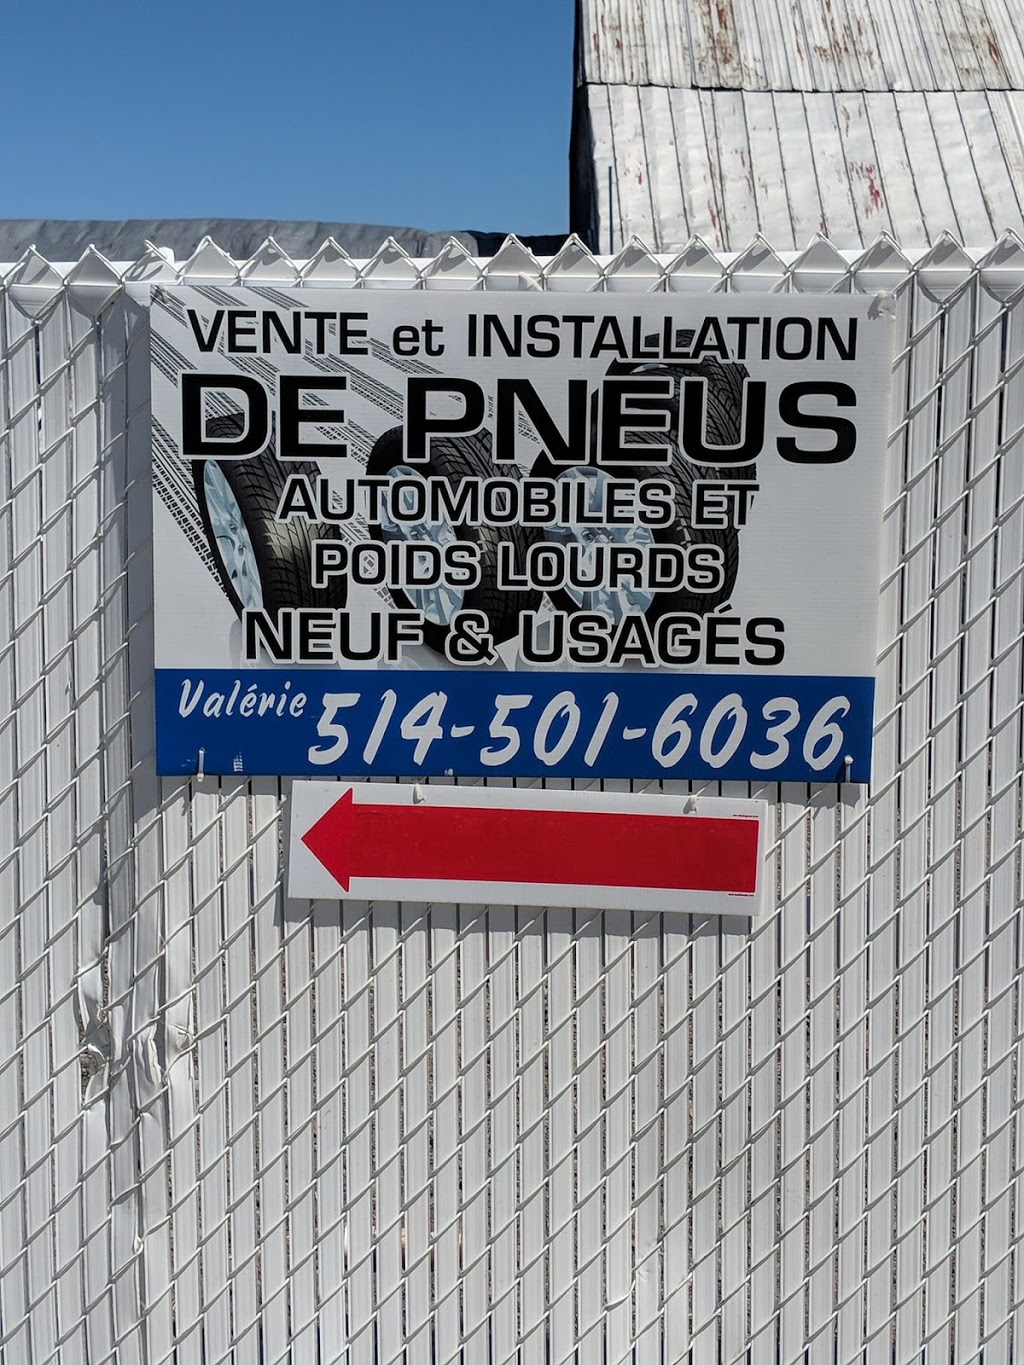 VENTE et INSTALLATION
DE PNEUS
AUTOMOBILES ET
POIDS LOURDS
NEUF & USAGÉS
Valérie 514-501-6036